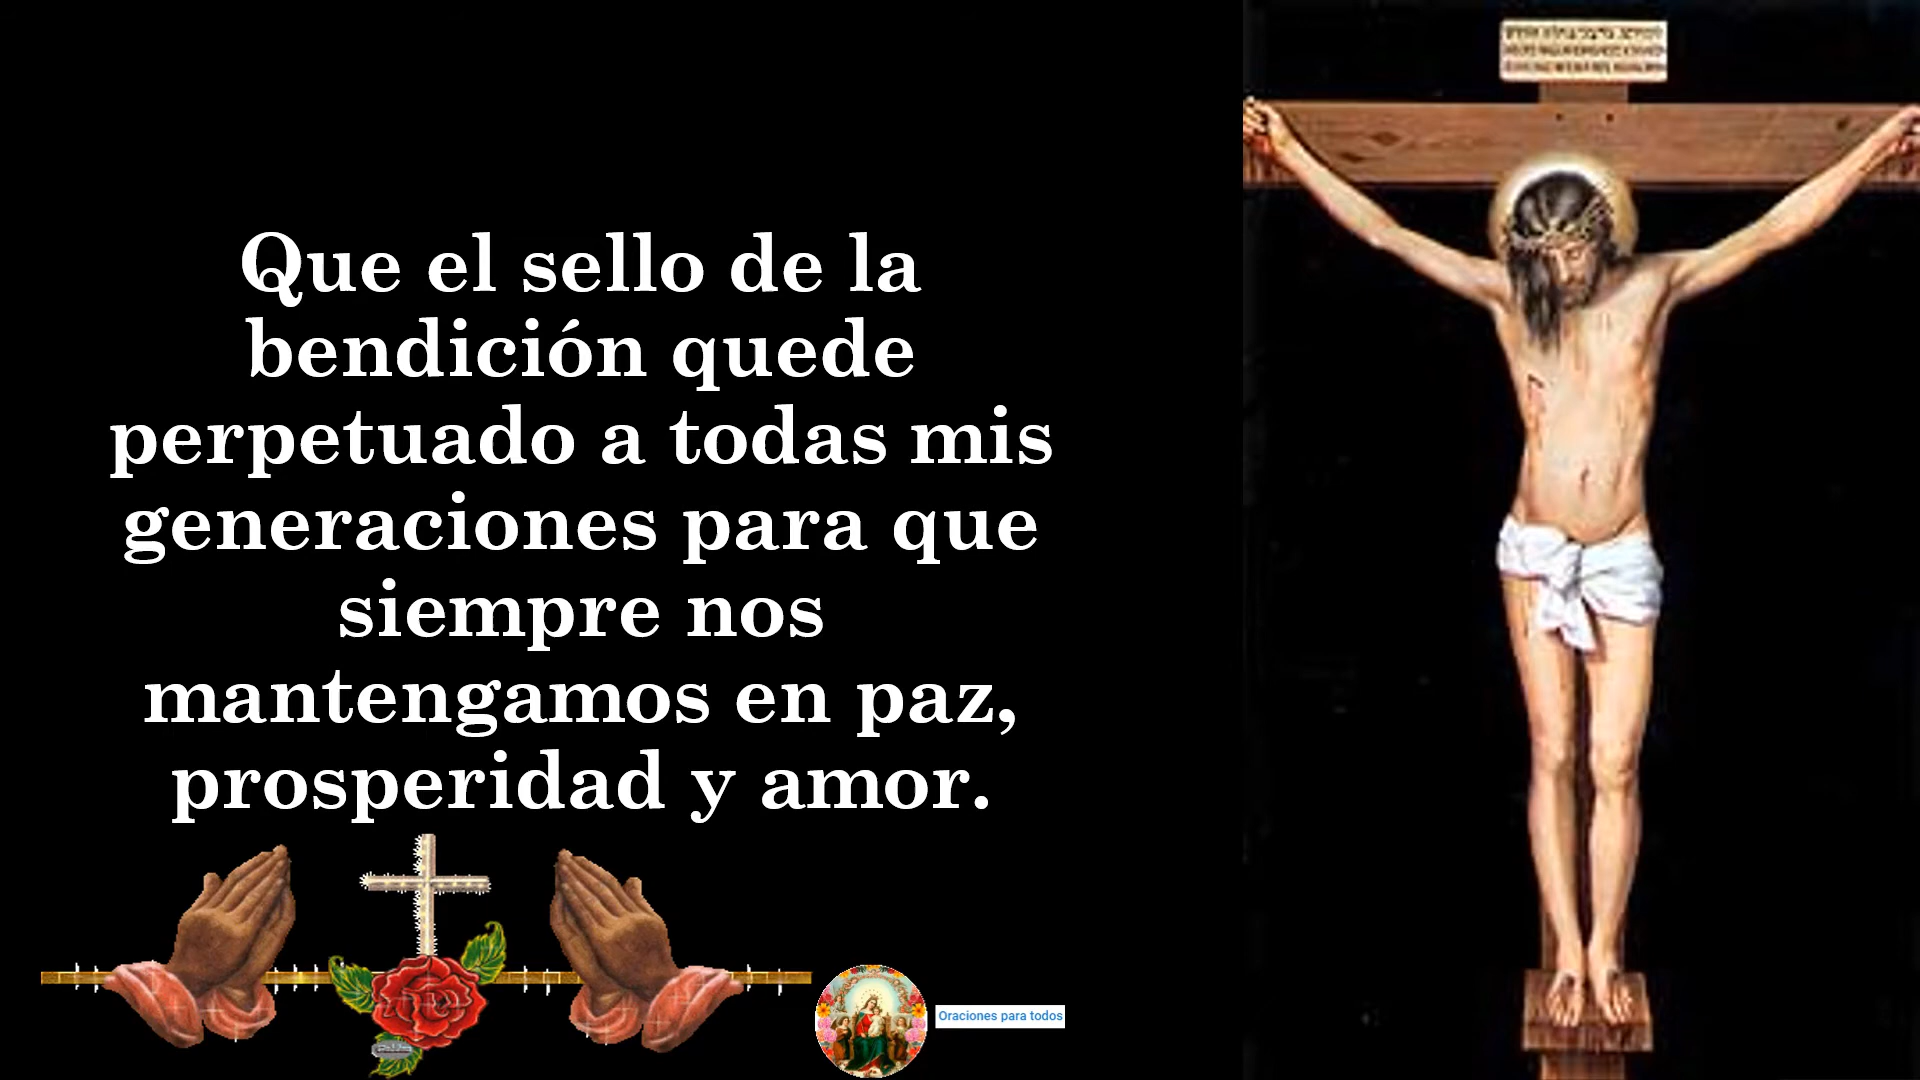 Que el sello de la
bendición quede
perpetuado a todas mis
generaciones para que
siempre nos
mantengamos en paz,
prosperidad y amor.
Oraciones para todos